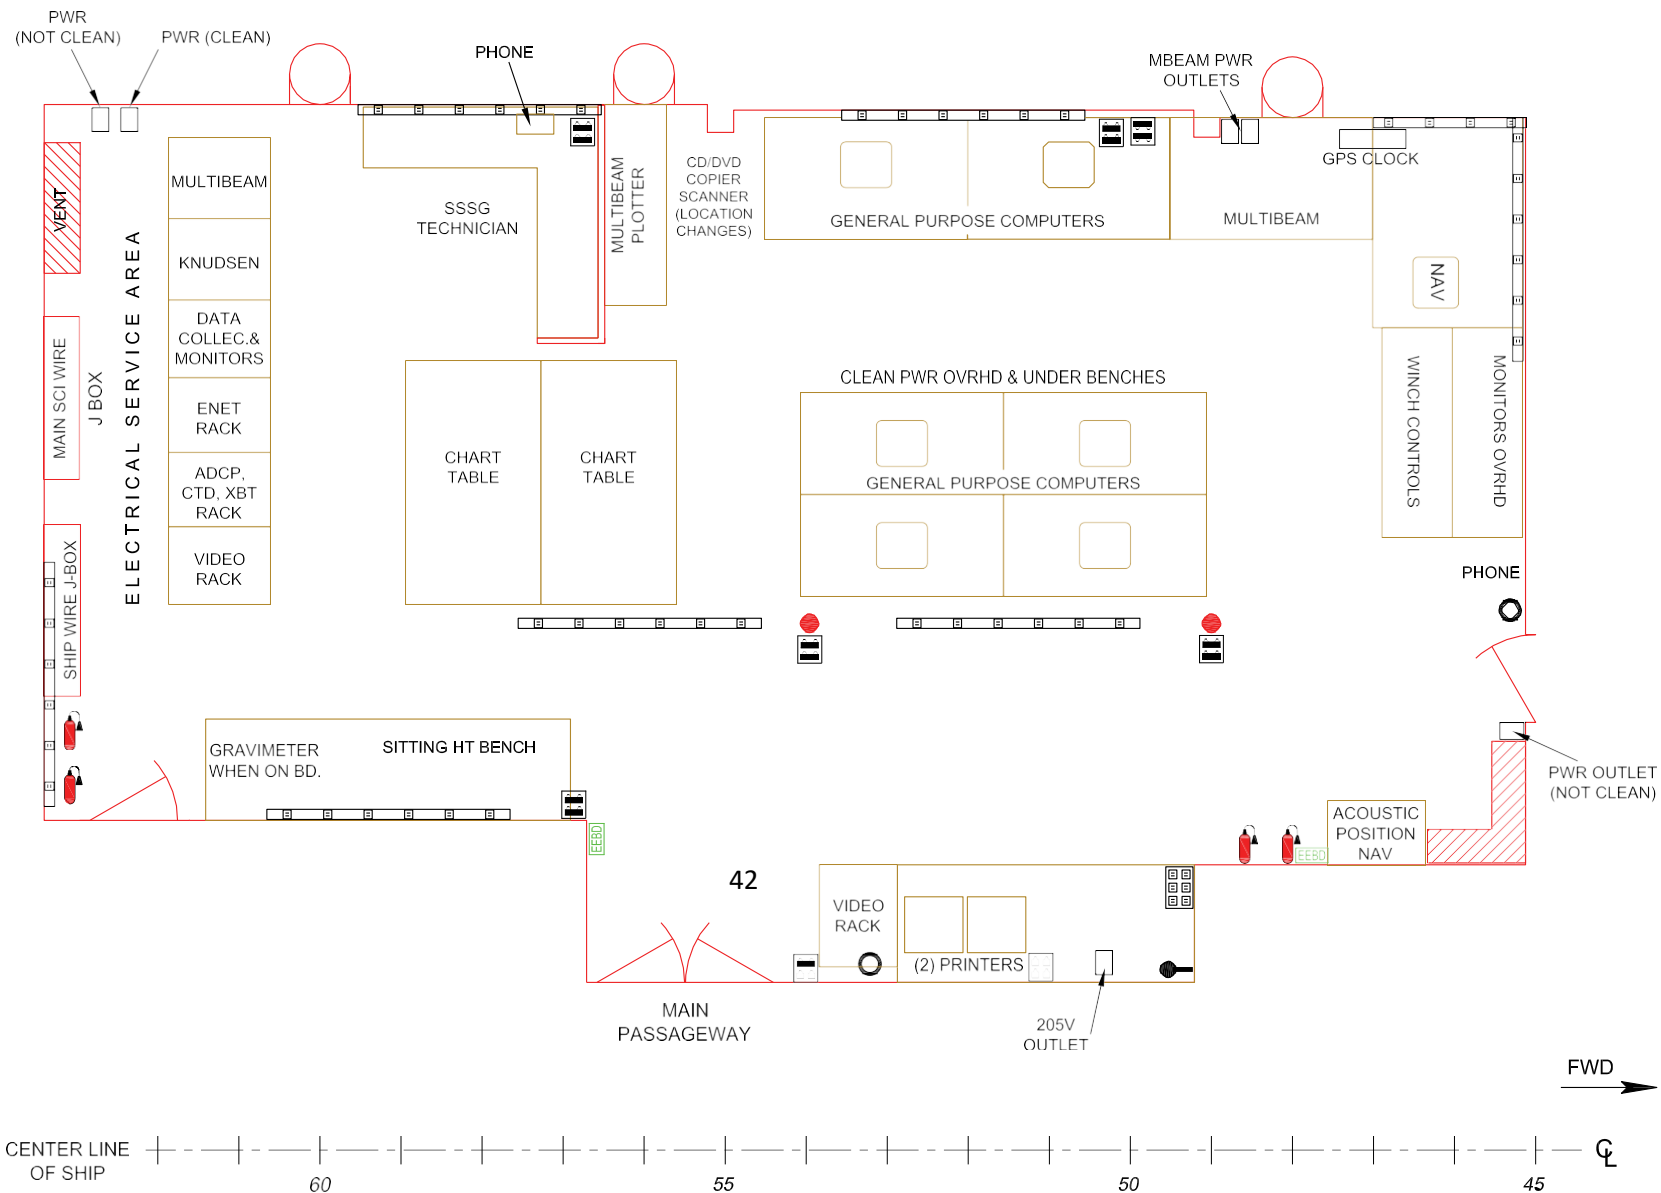 PWR
(NOT CLEAN)
PWR (CLEAN)
PHONE
MBEAM PWR
OUTLETS
GPS CLOCK
VENT
MULTIBEAM
KNUDSEN
DATA
COLLEC.&
MONITORS
ENET
RACK
ADCP,
CTD, XBT
RACK
VIDEO
RACK
ELECTRICAL SERVICE AREA
MAIN SCI WIRE
J BOX
SHIP WIRE J-BOX
SSSG
TECHNICIAN
MULTIBEAM
PLOTTER
CD/DVD
COPIER
SCANNER
(LOCATION
CHANGES)
GENERAL PURPOSE COMPUTERS
MULTIBEAM
NAV
WINCH CONTROLS
MONITORS OVRHD
CHART
TABLE
CHART
TABLE
CLEAN PWR OVRHD & UNDER BENCHES
GENERAL PURPOSE COMPUTERS
PHONE
GRAVIMETER
WHEN ON BD.
SITTING HT BENCH
EEBD
PWR OUTLET
(NOT CLEAN)
ACOUSTIC
POSITION
NAV
EEBD
42
VIDEO
RACK
(2) PRINTERS
MAIN
PASSAGEWAY
205V
OUTLET
FWD
CENTER LINE
OF SHIP
CL
60
55
50
45